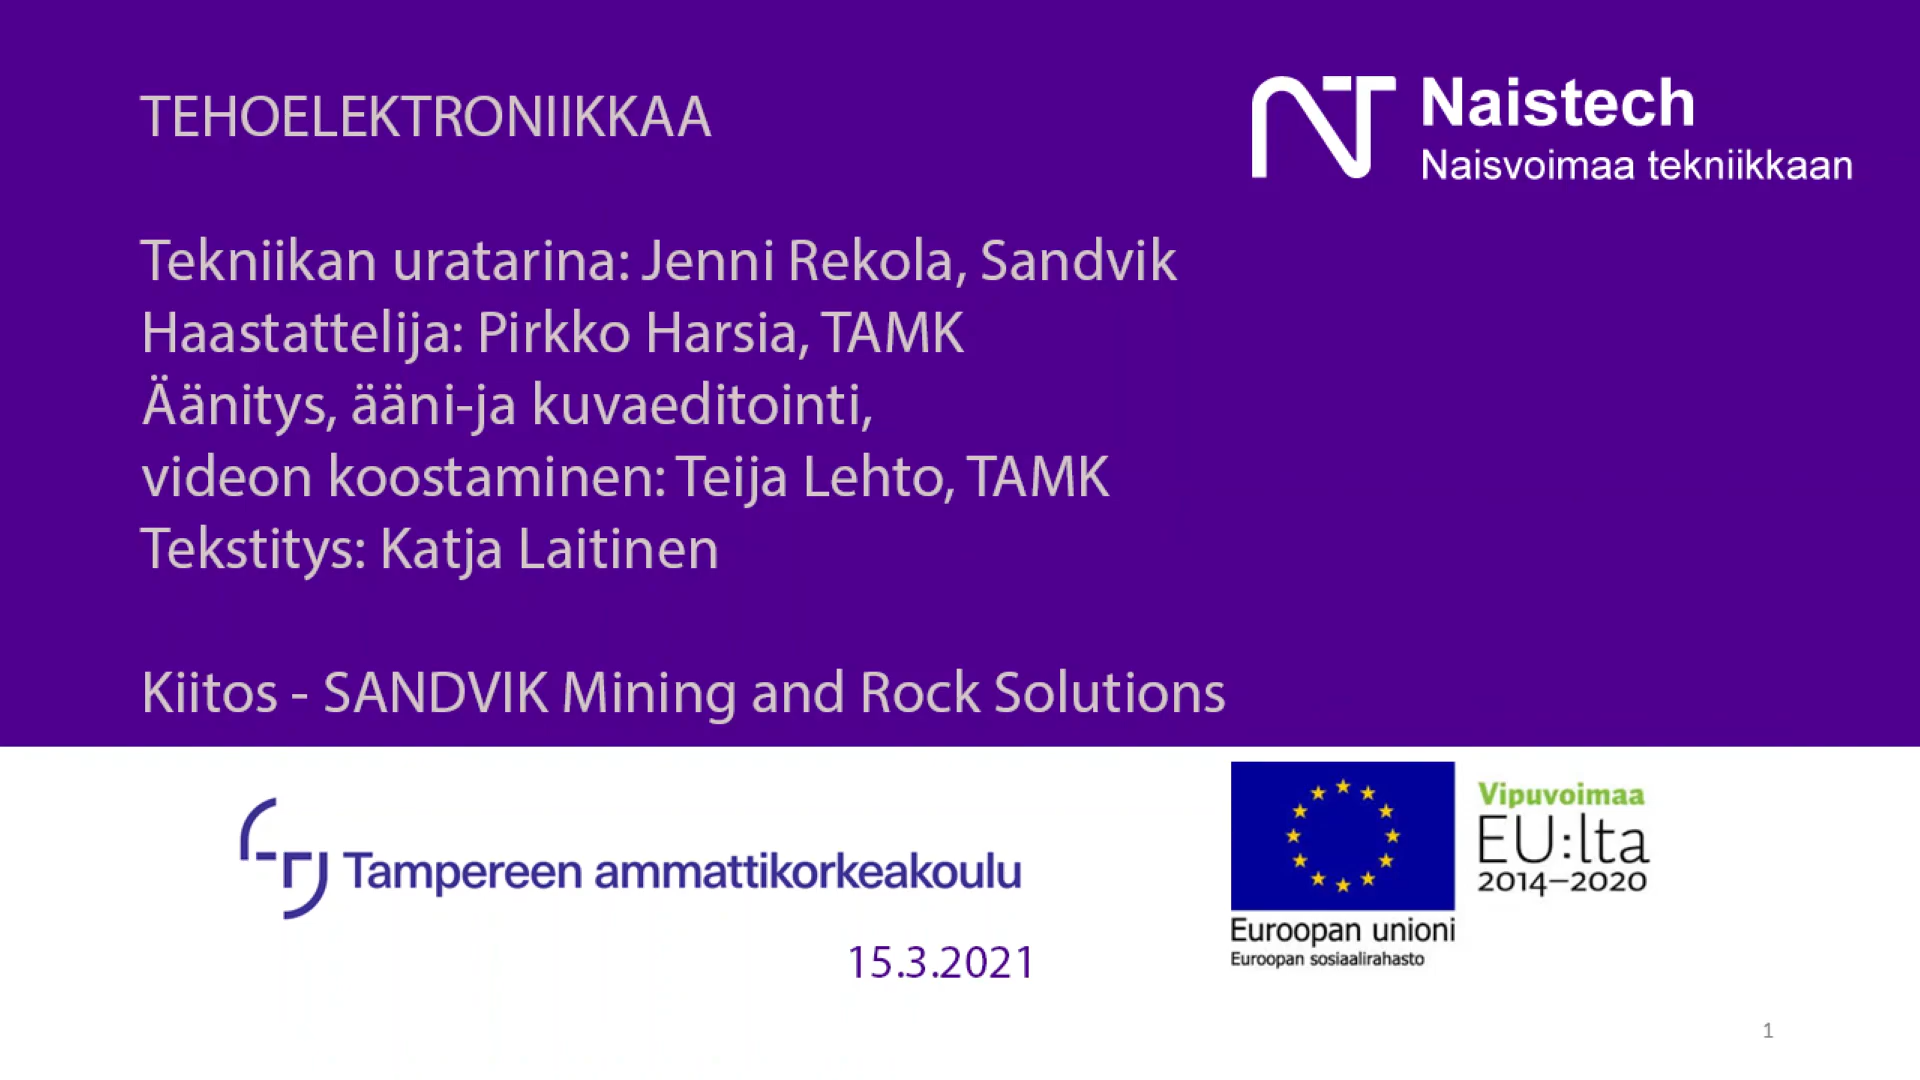 TEHOELEKTRONIIKKAA
Naistech
Naisvoimaa tekniikkaan
Tekniikan uratarina: Jenni Rekola, Sandvik
Haastattelija: Pirkko Harsia, TAMK
Äänitys, ääni-ja kuvaeditointi,
videon koostaminen: Teija Lehto, TAMK
Tekstitys: Katja Laitinen
Kiitos - SANDVIK Mining and Rock Solutions
Tampereen ammattikorkeakoulu
15.3.2021
Vipuvoimaa
EU:lta
2014–2020
Euroopan unioni
Euroopan sosiaalirahasto
1